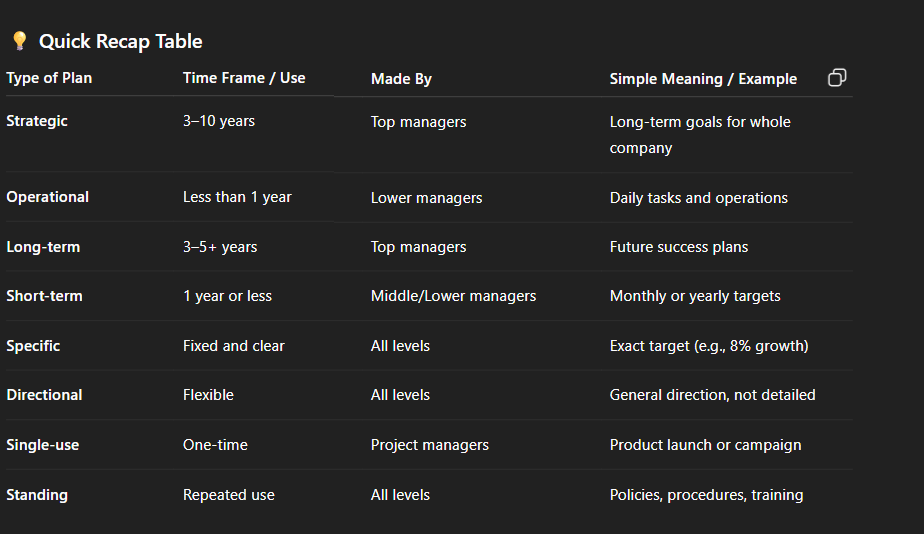 💡 Quick Recap Table
Type of Plan Time Frame / Use Made By Simple Meaning / Example
Strategic 3–10 years Top managers Long-term goals for whole
company
Operational Less than 1 year Lower managers Daily tasks and operations
Long-term 3–5+ years Top managers Future success plans
Short-term 1 year or less Middle/Lower managers Monthly or yearly targets
Specific Fixed and clear All levels Exact target (e.g., 8% growth)
Directional Flexible All levels General direction, not detailed
Single-use One-time Project managers Product launch or campaign
Standing Repeated use All levels Policies, procedures, training